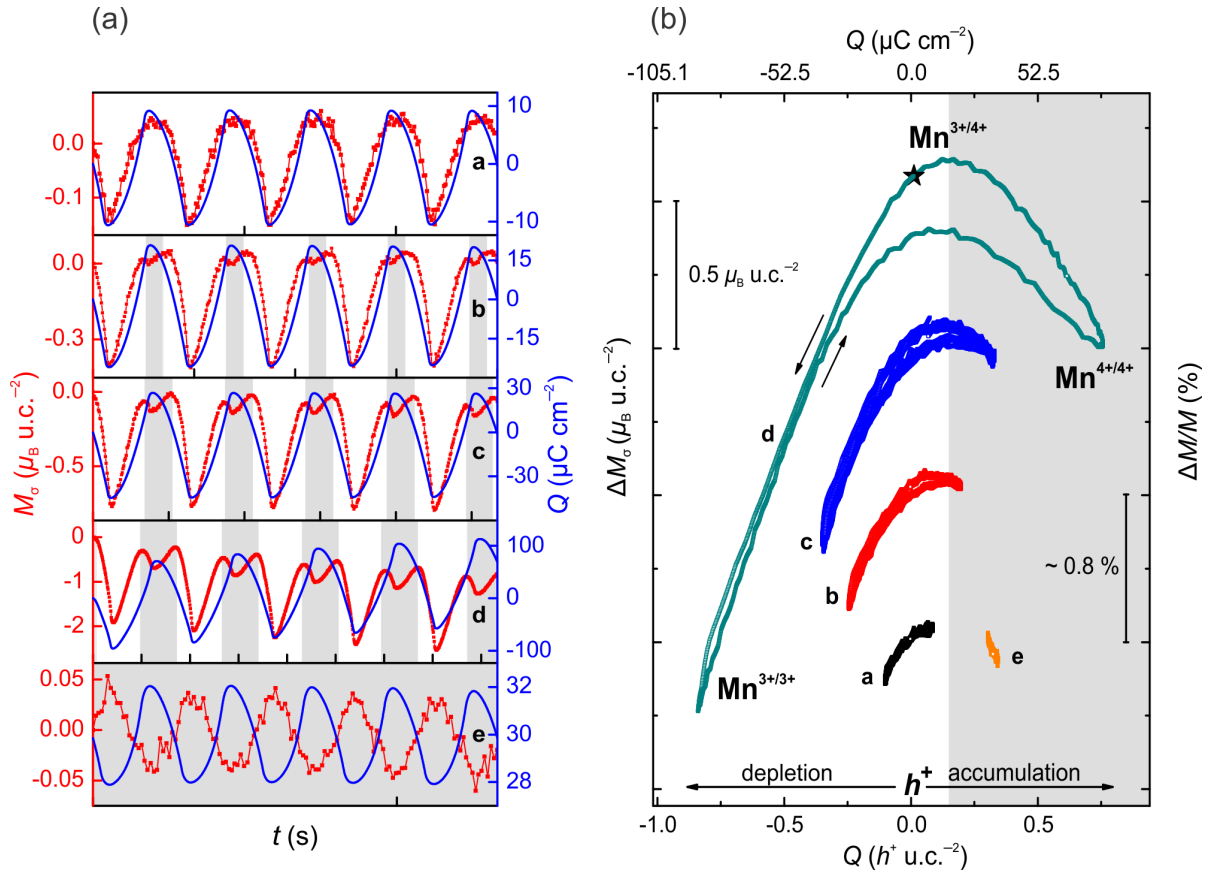 (a)
(b)
0.0
-0.1
10
0
-10
a
0.0
-0.3
15
0
-15
b
0.0
-0.5
30
0
-30
c
0
-1
-2
100
0
-100
d
0.05
0.00
-0.05
32
30
28
e
Mσ (μB u.c.⁻²)
Q (μC cm⁻²)
t (s)
Q (μC cm⁻²)
-105.1 -52.5 0.0 52.5
Mn³⁺/⁴⁺
0.5 μB u.c.⁻²
Mn⁴⁺/⁴⁺
d
c
b
~ 0.8 %
a
e
Mn³⁺/³⁺
depletion h⁺ accumulation
ΔMσ (μB u.c.⁻²)
ΔM/M (%)
-1.0 -0.5 0.0 0.5
Q (h⁺ u.c.⁻²)